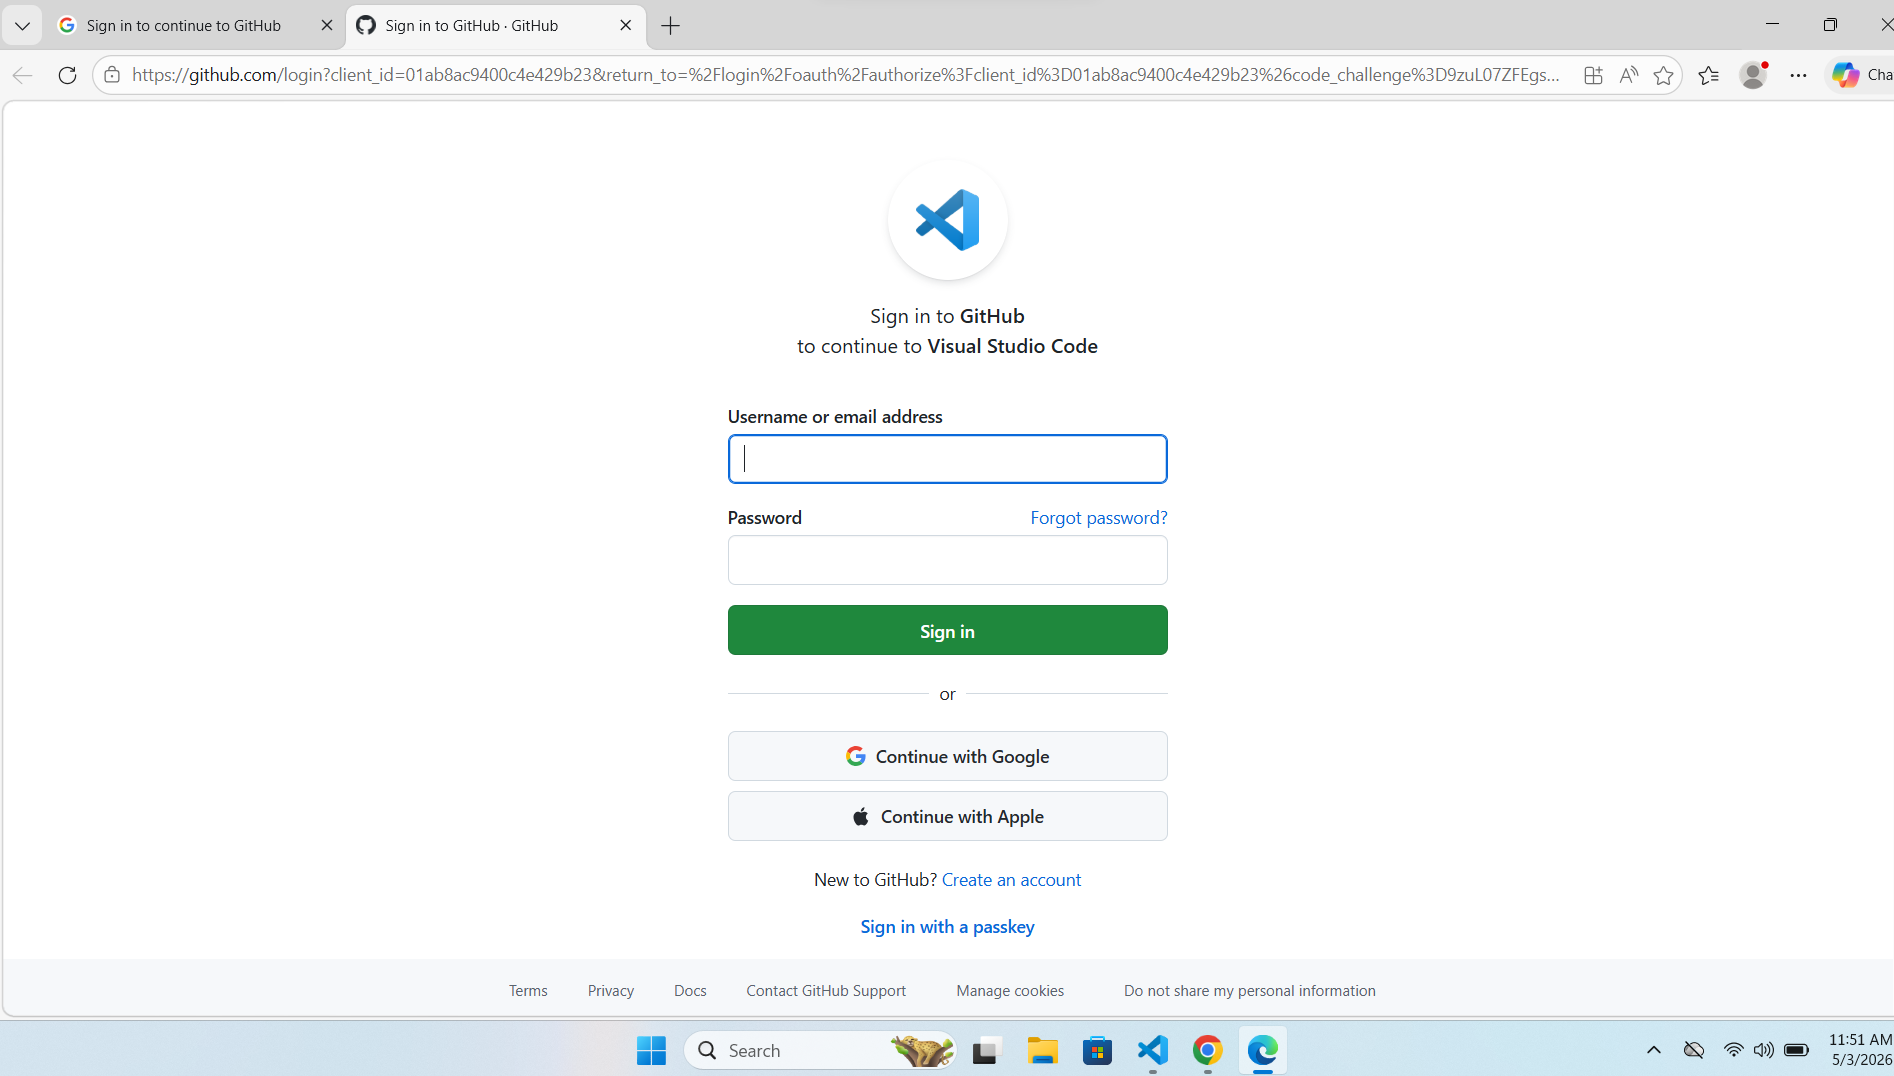 Sign in to continue to GitHub
Sign in to GitHub · GitHub
https://github.com/login?client_id=01ab8ac9400c4e429b23&return_to=%2Flogin%2Foauth%2Fauthorize%3Fclient_id%3D01ab8ac9400c4e429b23%26code_challenge%3D9zuL07ZFEgs...
Cha
Sign in to GitHub
to continue to Visual Studio Code
Username or email address
Password
Forgot password?
Sign in
or
Continue with Google
Continue with Apple
New to GitHub? Create an account
Sign in with a passkey
Terms
Privacy
Docs
Contact GitHub Support
Manage cookies
Do not share my personal information
Search
11:51 AM
5/3/2026